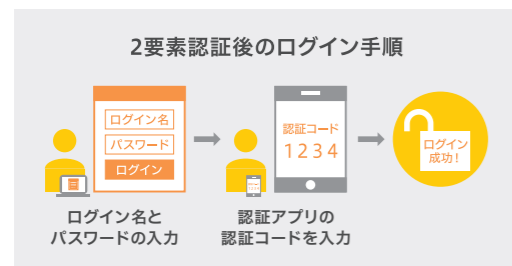 2要素認証後のログイン手順
ログイン名
パスワード
ログイン
認証コード
1234
ログイン
成功！
ログイン名と
パスワードの入力
認証アプリの
認証コードを入力